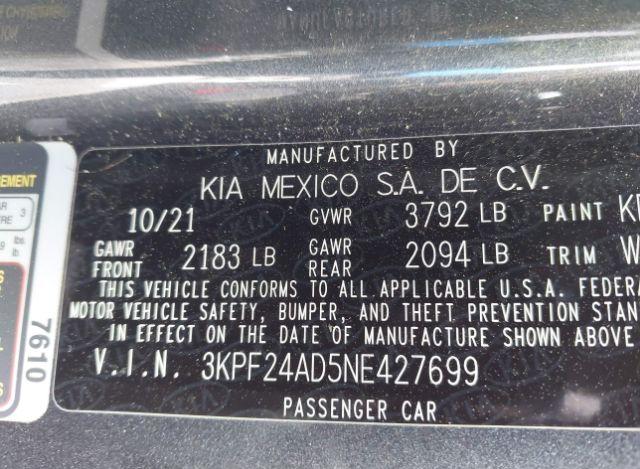 MANUFACTURED BY
KIA MEXICO S.A. DE C.V.
10/21 GVWR 3792 LB PAINT
GAWR FRONT 2183 LB GAWR REAR 2094 LB TRIM
THIS VEHICLE CONFORMS TO ALL APPLICABLE U.S.A. FEDERA
MOTOR VEHICLE SAFETY, BUMPER, AND THEFT PREVENTION STAN
IN EFFECT ON THE DATE OF MANUFACTURE SHOWN ABOVE
V.I.N. 3KPF24AD5NE427699
PASSENGER CAR
7610